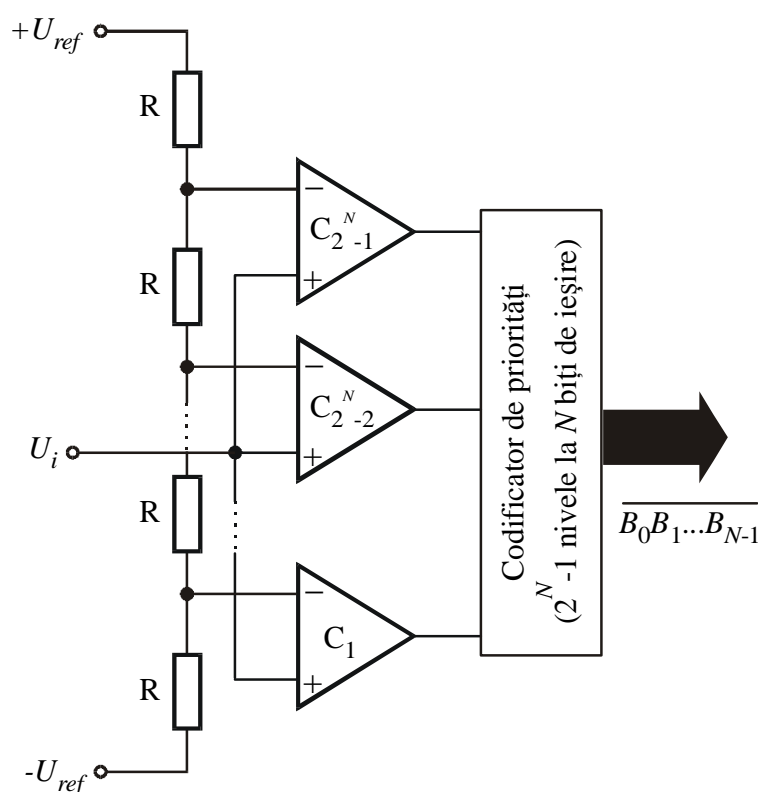 +U_ref
R
−
C_2^N-1
+
R
−
C_2^N-2
+
U_i
R
−
C_1
+
R
-U_ref
Codificator de priorități
(2^N-1 nivele la N biți de ieșire)
B_0B_1...B_N-1